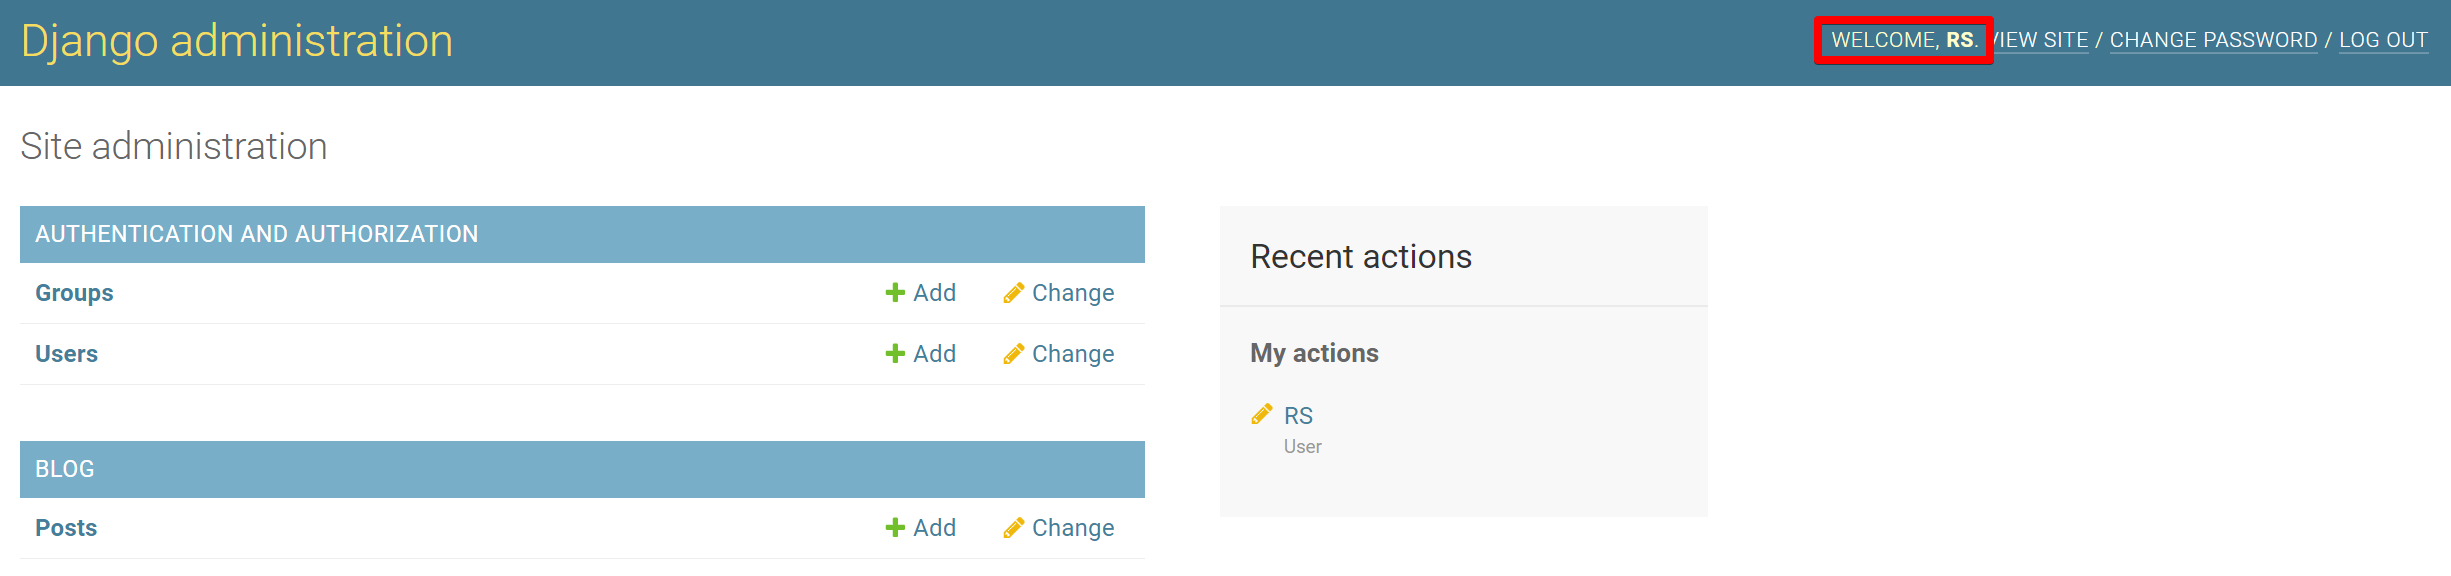 Django administration
WELCOME, RS. VIEW SITE / CHANGE PASSWORD / LOG OUT
Site administration
AUTHENTICATION AND AUTHORIZATION
Groups Add Change
Users Add Change
BLOG
Posts Add Change
Recent actions
My actions
RS
User